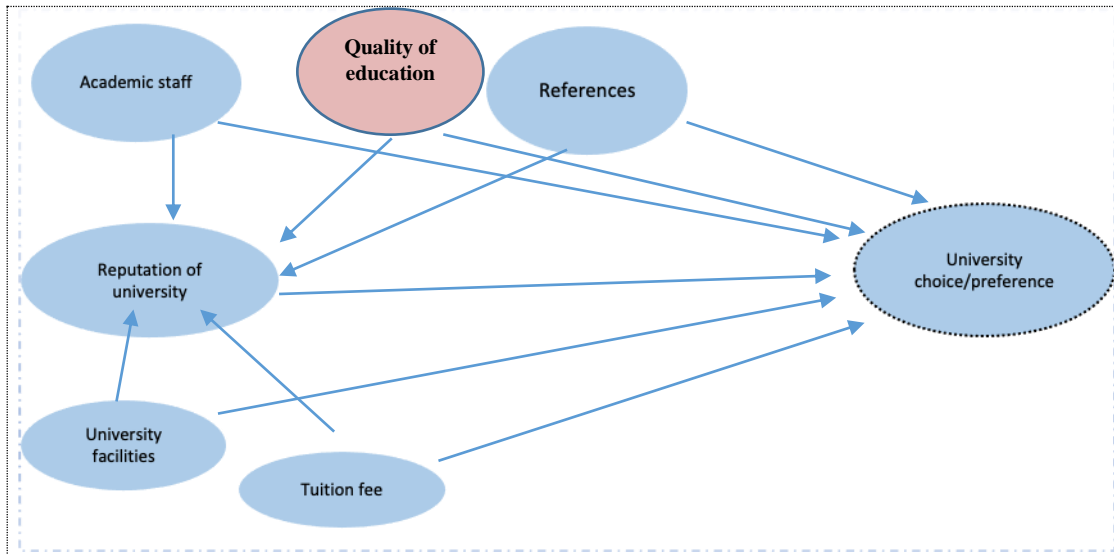 Academic staff
Quality of
education
References
Reputation of
university
University
choice/preference
University
facilities
Tuition fee